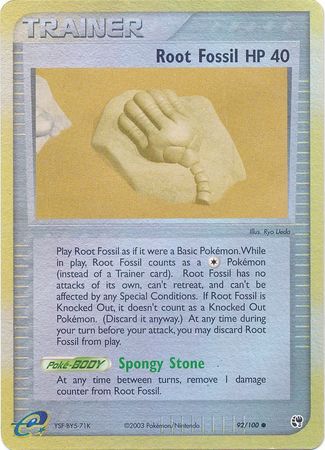 TRAINER
Root Fossil HP 40
Illus. Ryo Ueda
Play Root Fossil as if it were a Basic Pokémon. While
in play, Root Fossil counts as a Pokémon
(instead of a Trainer card). Root Fossil has no
attacks of its own, can't retreat, and can't be
affected by any Special Conditions. If Root Fossil is
Knocked Out, it doesn't count as a Knocked Out
Pokémon. (Discard it anyway.) At any time during
your turn before your attack, you may discard Root
Fossil from play.
Poké-BODY Spongy Stone
At any time between turns, remove 1 damage
counter from Root Fossil.
e YSF-BY5-71K ©2003 Pokémon/Nintendo 92/100